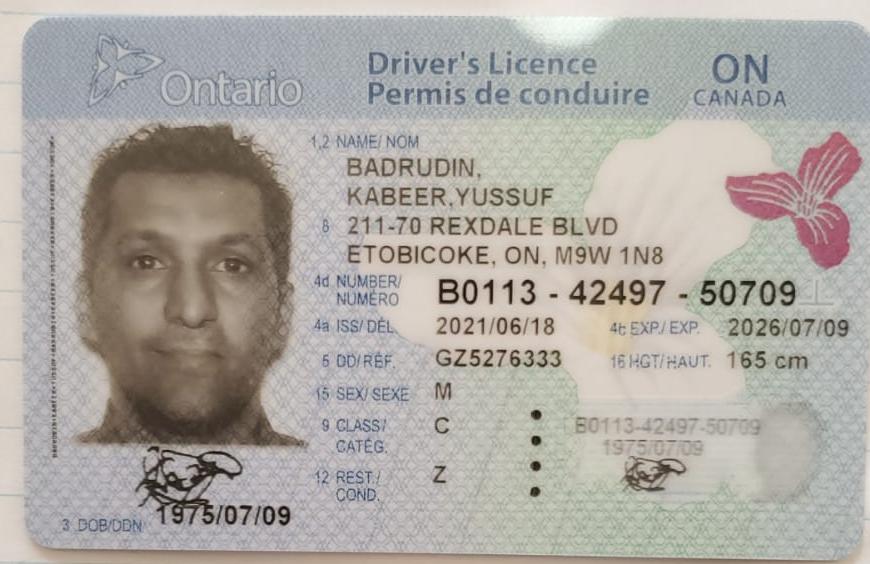 Ontario
Driver's Licence
Permis de conduire
ON
CANADA
1,2 NAME/ NOM
BADRUDIN,
KABEER,YUSSUF
8 211-70 REXDALE BLVD
ETOBICOKE, ON, M9W 1N8
4d NUMBER/ NUMÉRO B0113 - 42497 - 50709
4a ISS/ DÉL. 2021/06/18 4b EXP./ EXP. 2026/07/09
5 DD/RÉF. GZ5276333 16 HGT/HAUT. 165 cm
15 SEX/ SEXE M
9 CLASS/ CATÉG. C
12 REST./ COND. Z
B0113-42497-50709
1975/07/09
3 DOB/DDN 1975/07/09